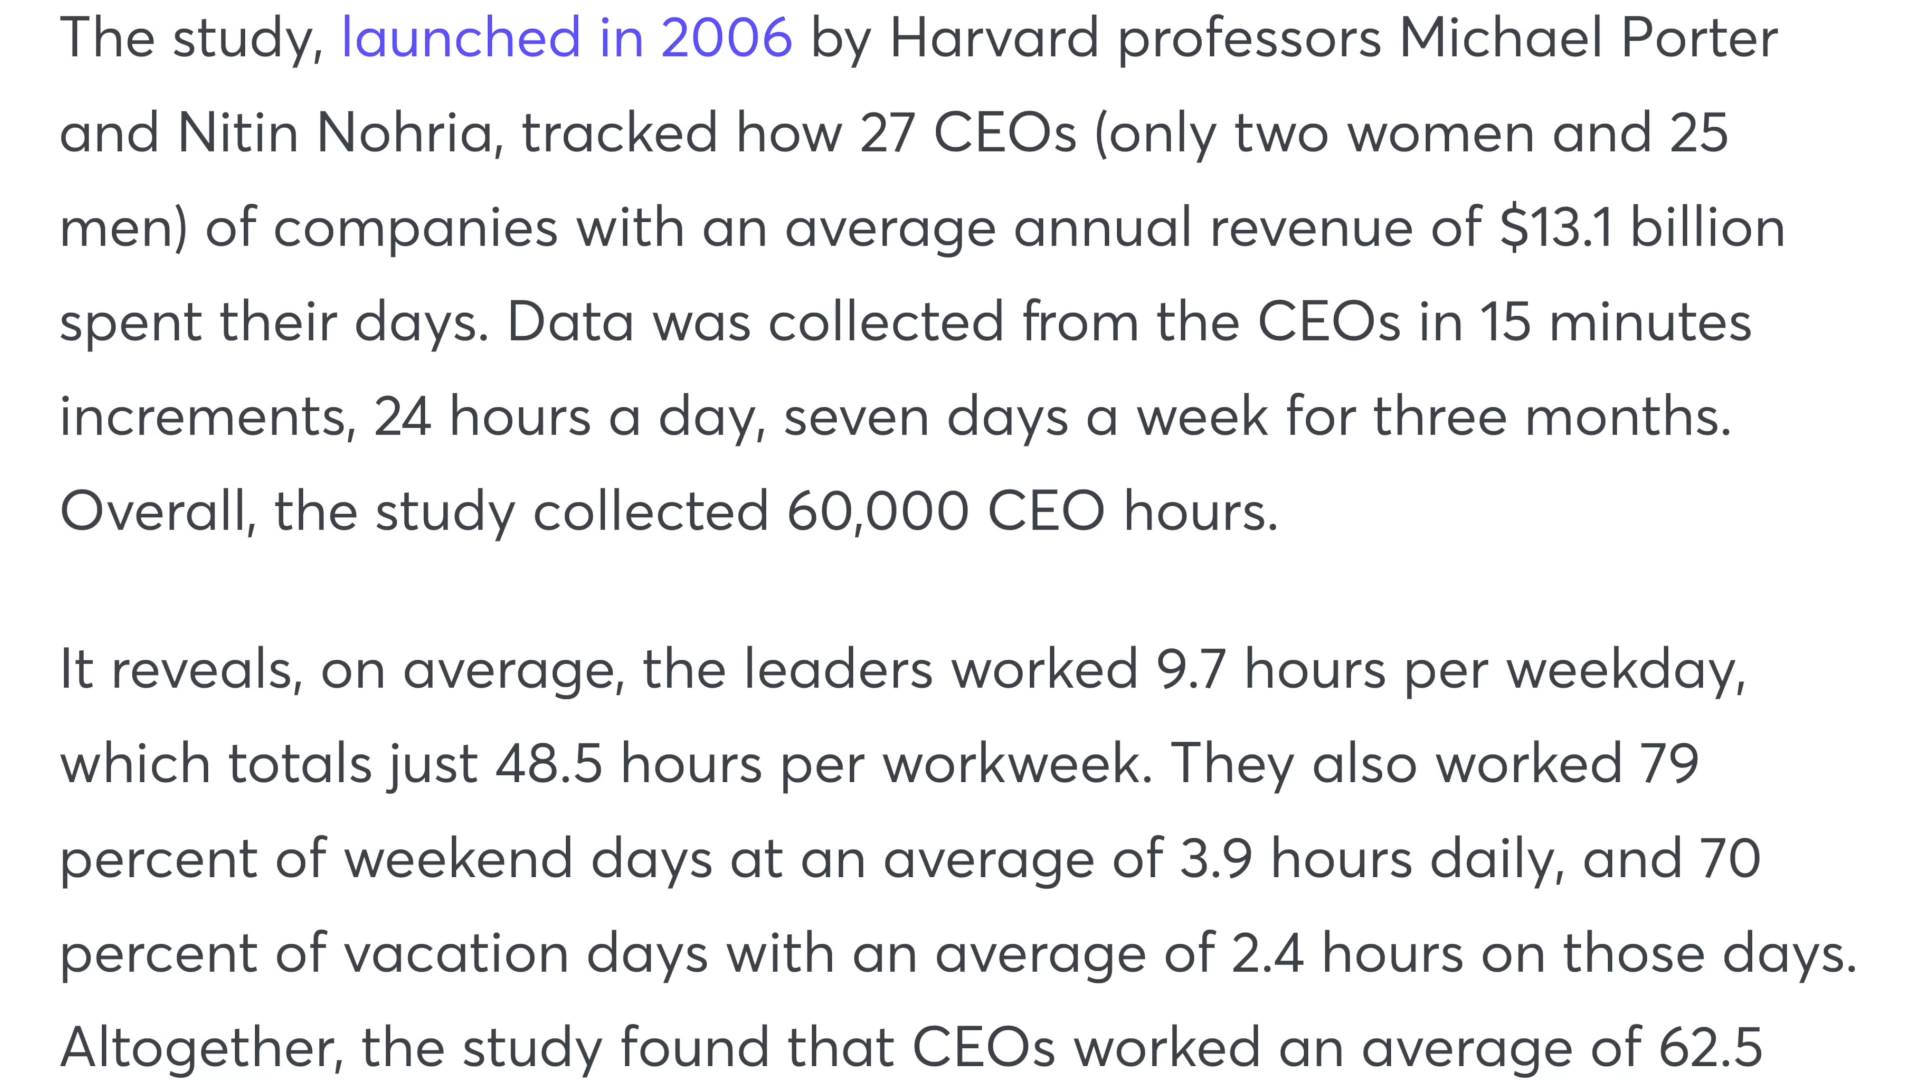 The study, launched in 2006 by Harvard professors Michael Porter
and Nitin Nohria, tracked how 27 CEOs (only two women and 25
men) of companies with an average annual revenue of $13.1 billion
spent their days. Data was collected from the CEOs in 15 minutes
increments, 24 hours a day, seven days a week for three months.
Overall, the study collected 60,000 CEO hours.
It reveals, on average, the leaders worked 9.7 hours per weekday,
which totals just 48.5 hours per workweek. They also worked 79
percent of weekend days at an average of 3.9 hours daily, and 70
percent of vacation days with an average of 2.4 hours on those days.
Altogether, the study found that CEOs worked an average of 62.5